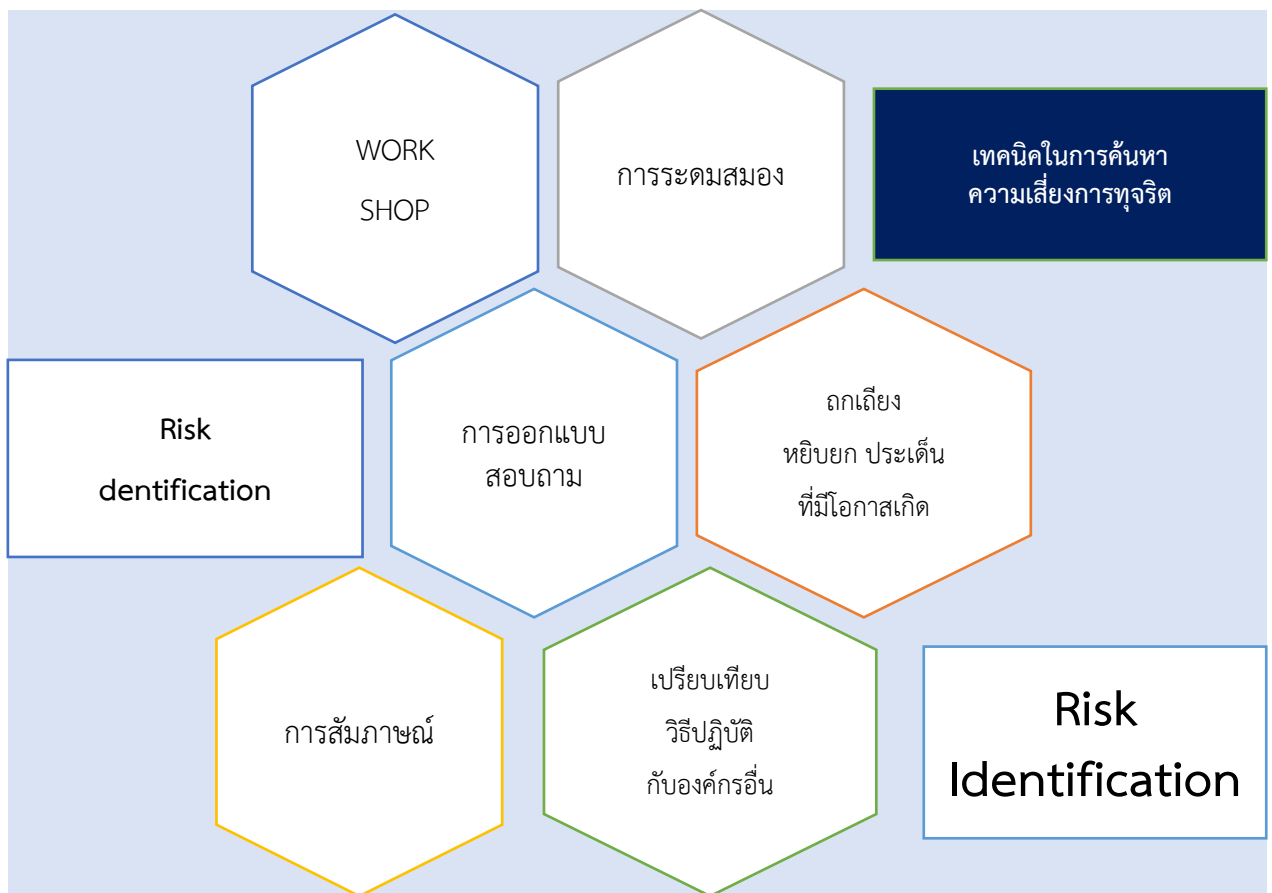 WORK
SHOP
การระดมสมอง
เทคนิคในการค้นหา
ความเสี่ยงการทุจริต
Risk
dentification
การออกแบบ
สอบถาม
ถกเถียง
หยิบยก ประเด็น
ที่มีโอกาสเกิด
การสัมภาษณ์
เปรียบเทียบ
วิธีปฏิบัติ
กับองค์กรอื่น
Risk
Identification